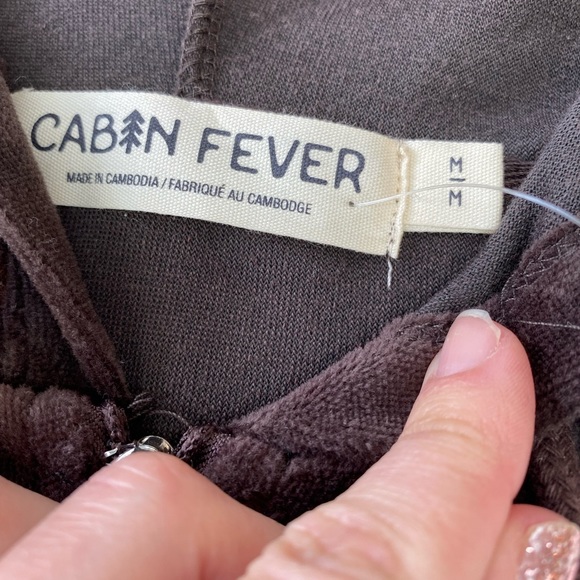 CABIN FEVER
MADE IN CAMBODIA / FABRIQUÉ AU CAMBODGE
M
M